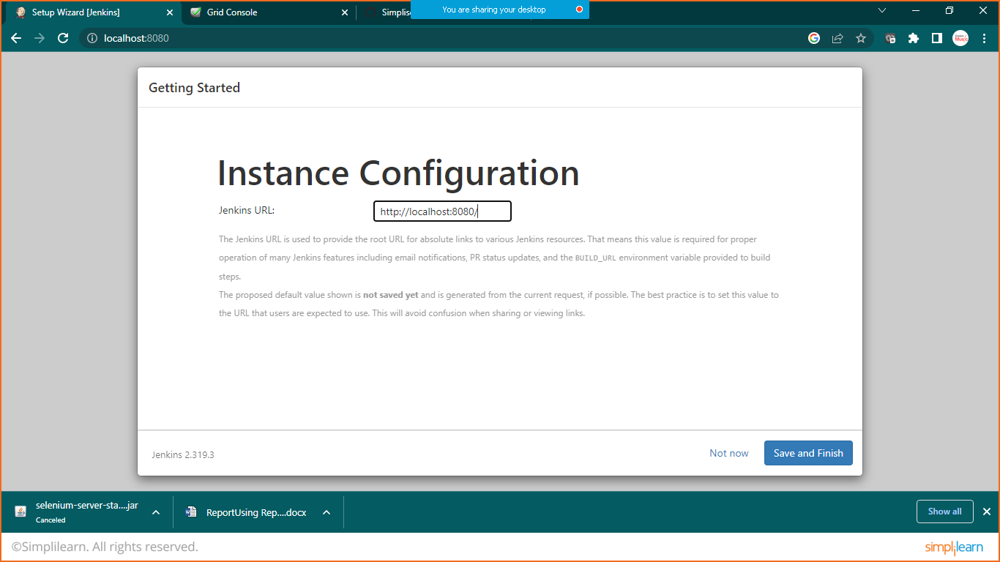 Setup Wizard [Jenkins]
Grid Console
Simplise
You are sharing your desktop
localhost:8080
Getting Started
Instance Configuration
Jenkins URL:
http://localhost:8080/
The Jenkins URL is used to provide the root URL for absolute links to various Jenkins resources. That means this value is required for proper
operation of many Jenkins features including email notifications, PR status updates, and the BUILD_URL environment variable provided to build
steps.
The proposed default value shown is not saved yet and is generated from the current request, if possible. The best practice is to set this value to
the URL that users are expected to use. This will avoid confusion when sharing or viewing links.
Jenkins 2.319.3
Not now
Save and Finish
selenium-server-sta....jar
Canceled
ReportUsing Rep....docx
Show all
©Simplilearn. All rights reserved.
simplilearn